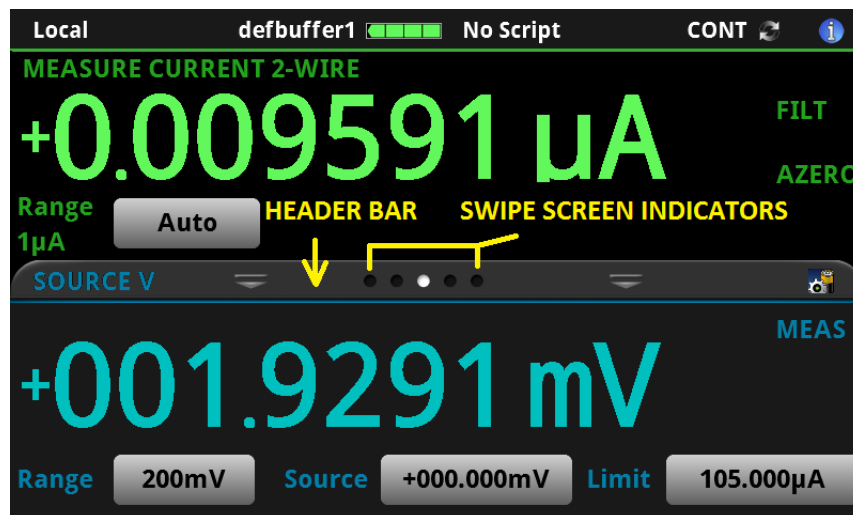 Local defbuffer1 No Script CONT i
MEASURE CURRENT 2-WIRE
+0.009591 µA
FILT
AZERO
Range
1µA
Auto
HEADER BAR SWIPE SCREEN INDICATORS
SOURCE V
MEAS
+001.9291 mV
Range 200mV Source +000.000mV Limit 105.000µA